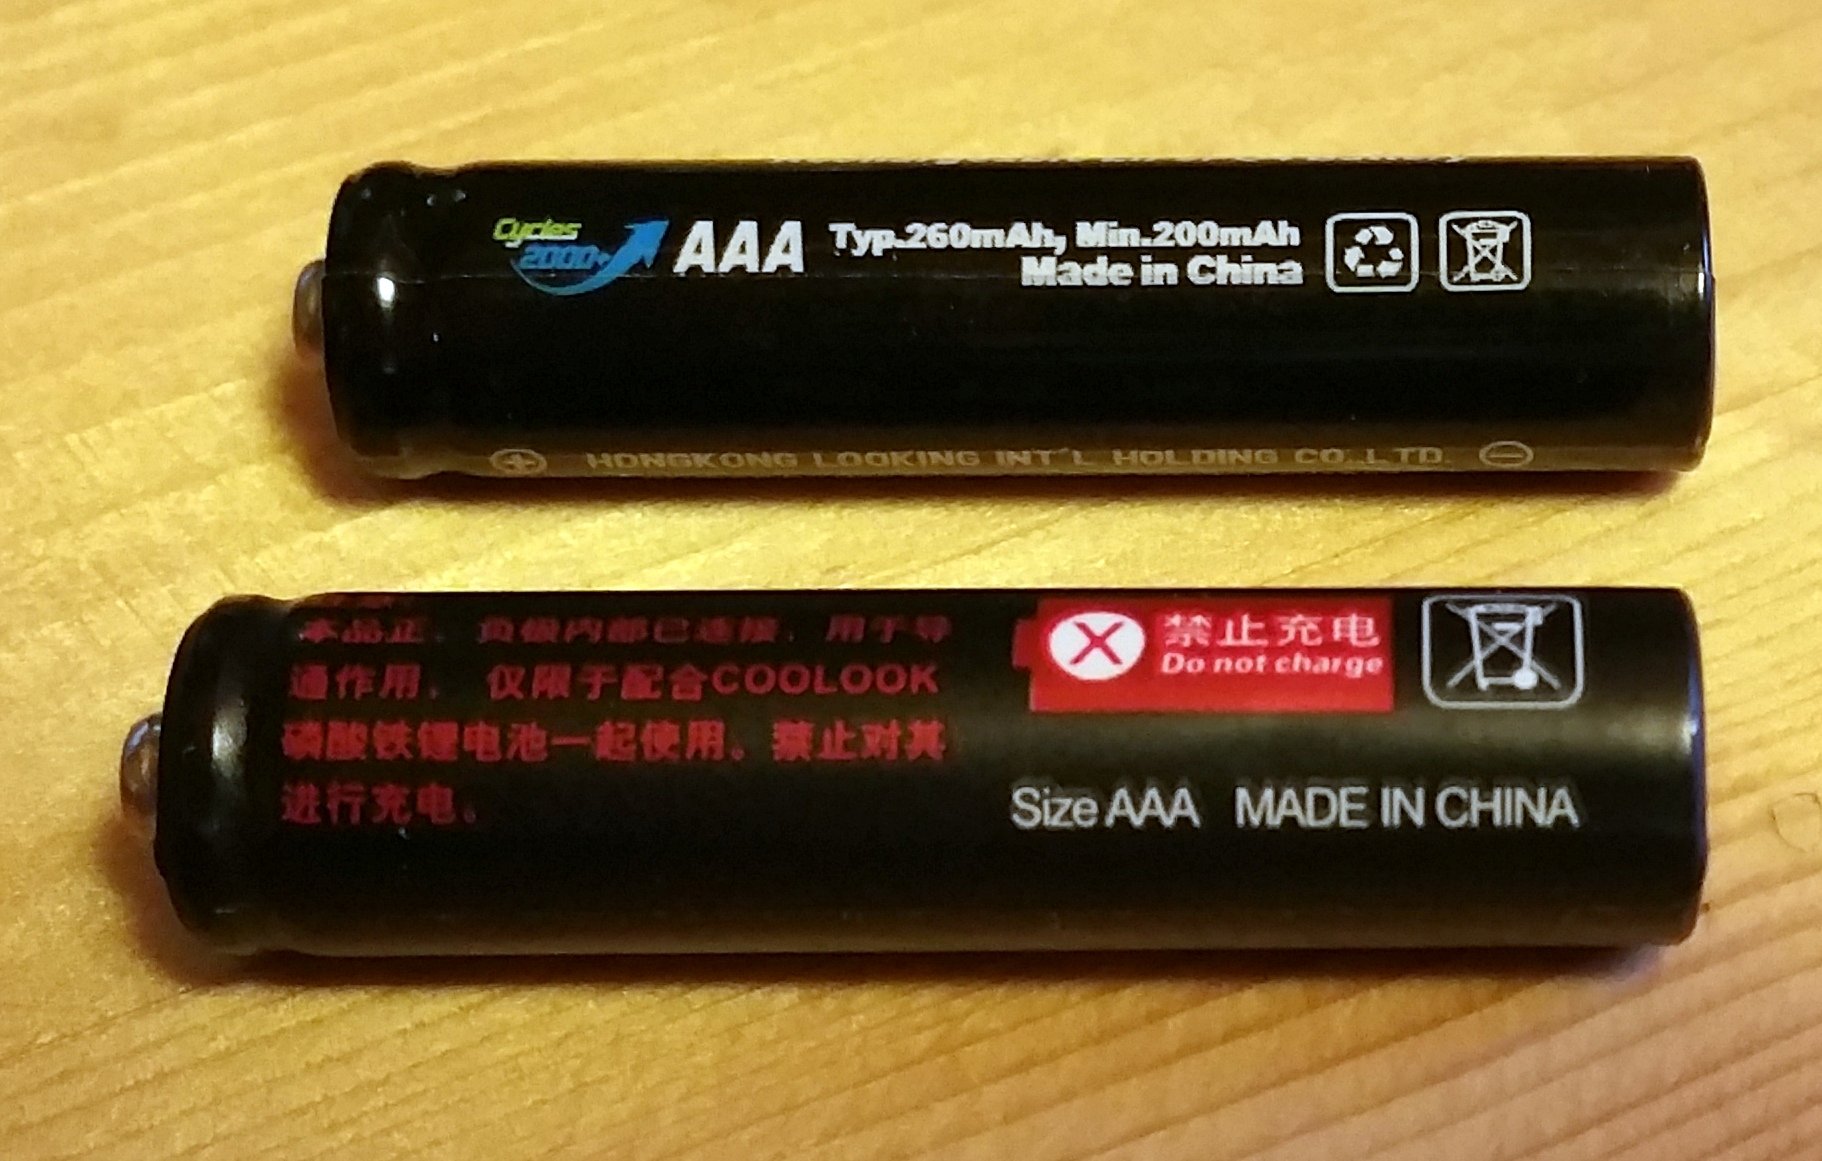 Cycles
2000+
AAA
Typ.260mAh, Min.200mAh
Made in China
HONGKONG LOOKING INT'L HOLDING CO.,LTD.
本品正、负极内部已连接,用于导
通作用, 仅限于配合COOLOOK
磷酸铁锂电池一起使用。禁止对其
进行充电。
禁止充电
Do not charge
Size AAA MADE IN CHINA